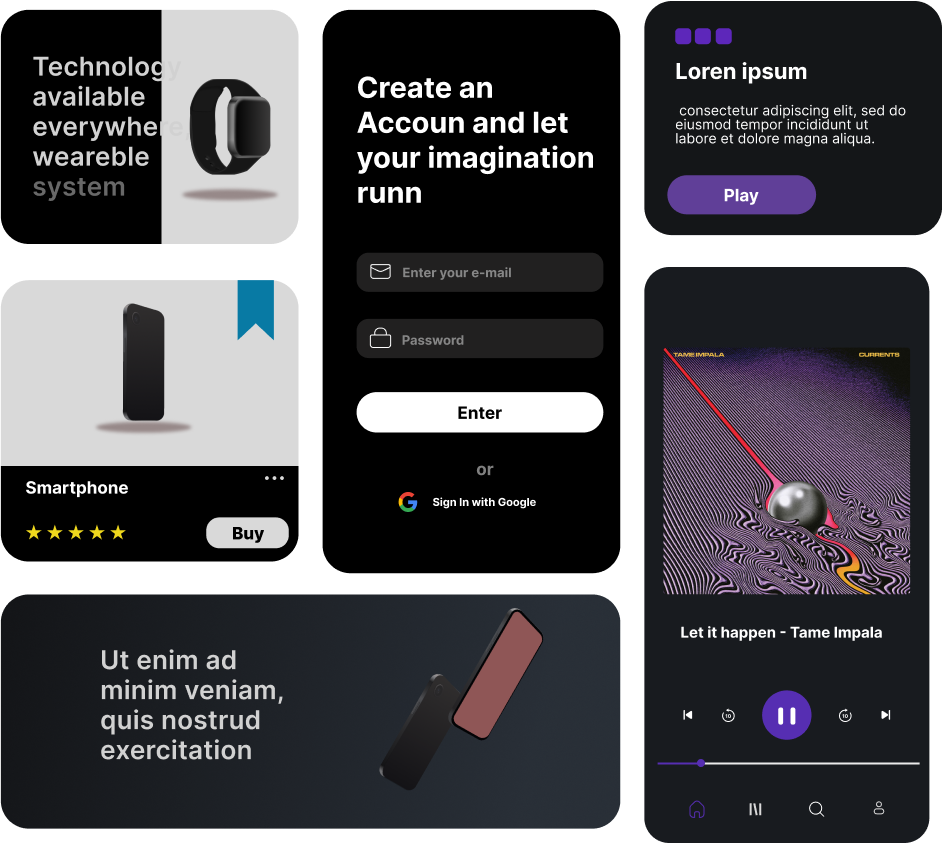 Technology
available
everywhere,
weareble
system
Smartphone
Buy
Create an
Accoun and let
your imagination
runn
Enter your e-mail
Password
Enter
or
Sign In with Google
Loren ipsum
consectetur adipiscing elit, sed do
eiusmod tempor incididunt ut
labore et dolore magna aliqua.
Play
TAME IMPALA
CURRENTS
Let it happen - Tame Impala
10
10
Ut enim ad
minim veniam,
quis nostrud
exercitation